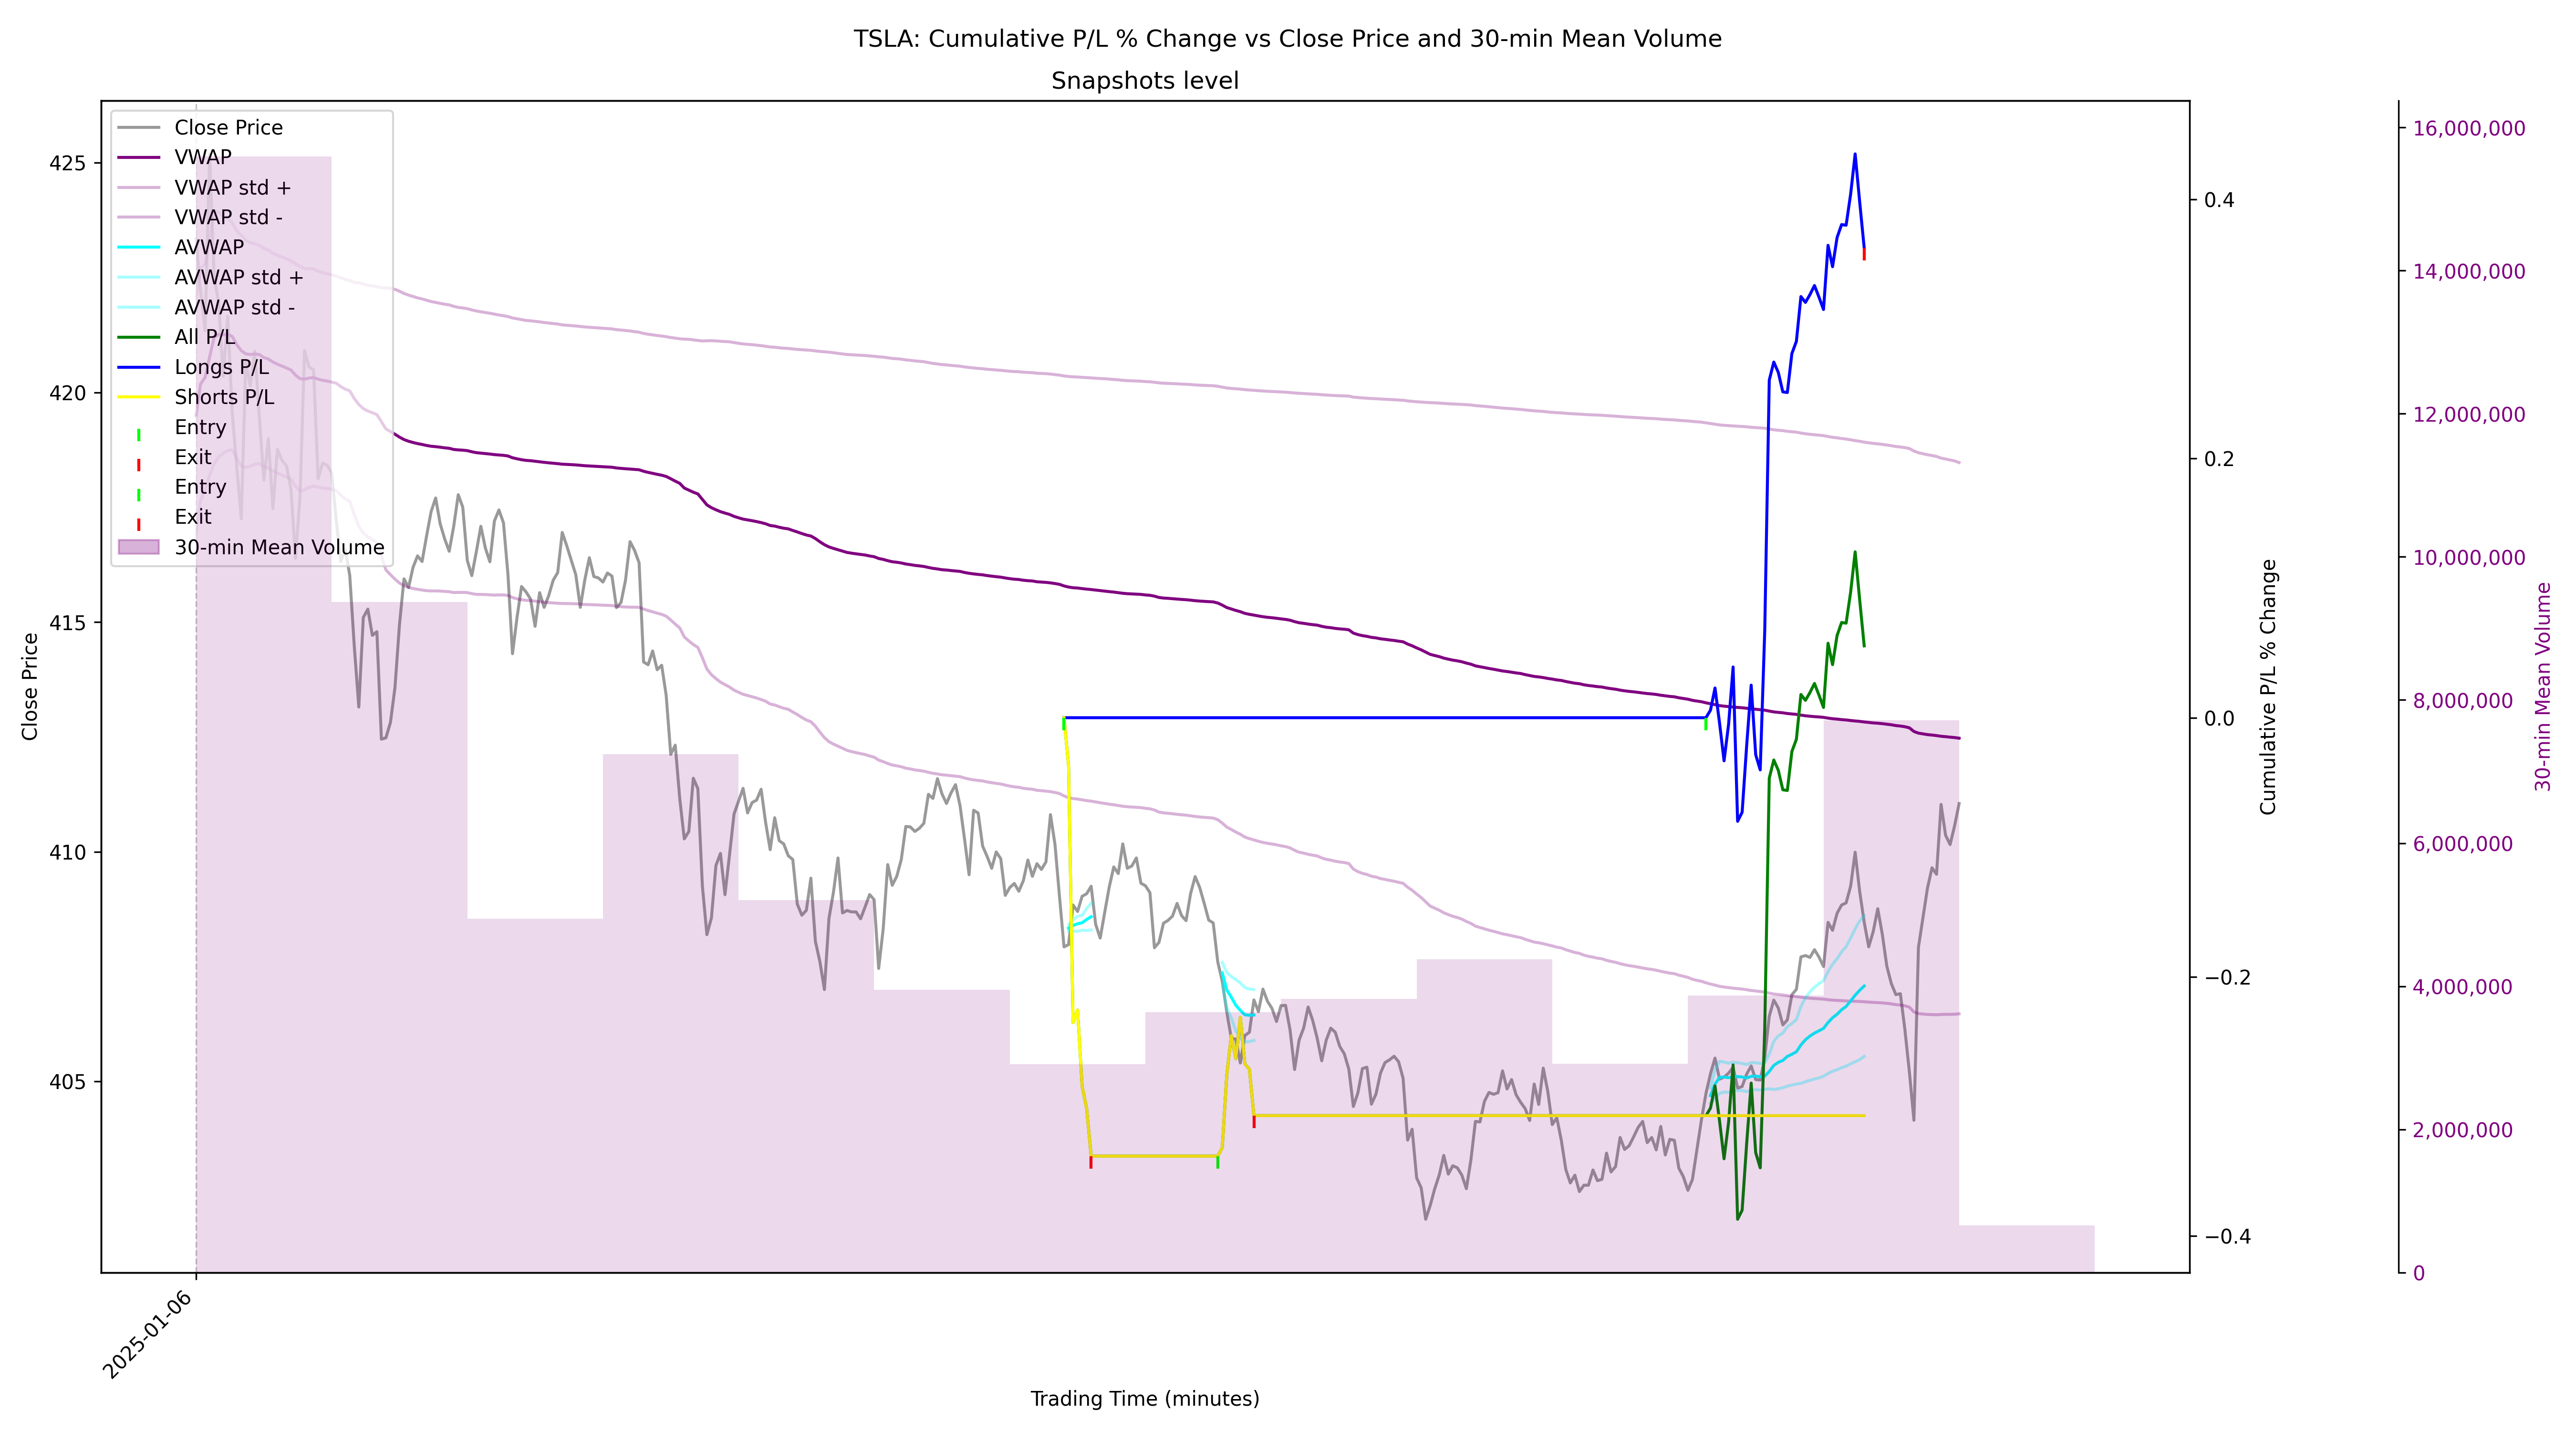 TSLA: Cumulative P/L % Change vs Close Price and 30-min Mean Volume
Snapshots level
Close Price
VWAP
VWAP std +
VWAP std -
AVWAP
AVWAP std +
AVWAP std -
All P/L
Longs P/L
Shorts P/L
Entry
Exit
Entry
Exit
30-min Mean Volume
425
420
415
410
405
Close Price
0.4
0.2
0.0
−0.2
−0.4
Cumulative P/L % Change
16,000,000
14,000,000
12,000,000
10,000,000
8,000,000
6,000,000
4,000,000
2,000,000
0
30-min Mean Volume
2025-01-06
Trading Time (minutes)